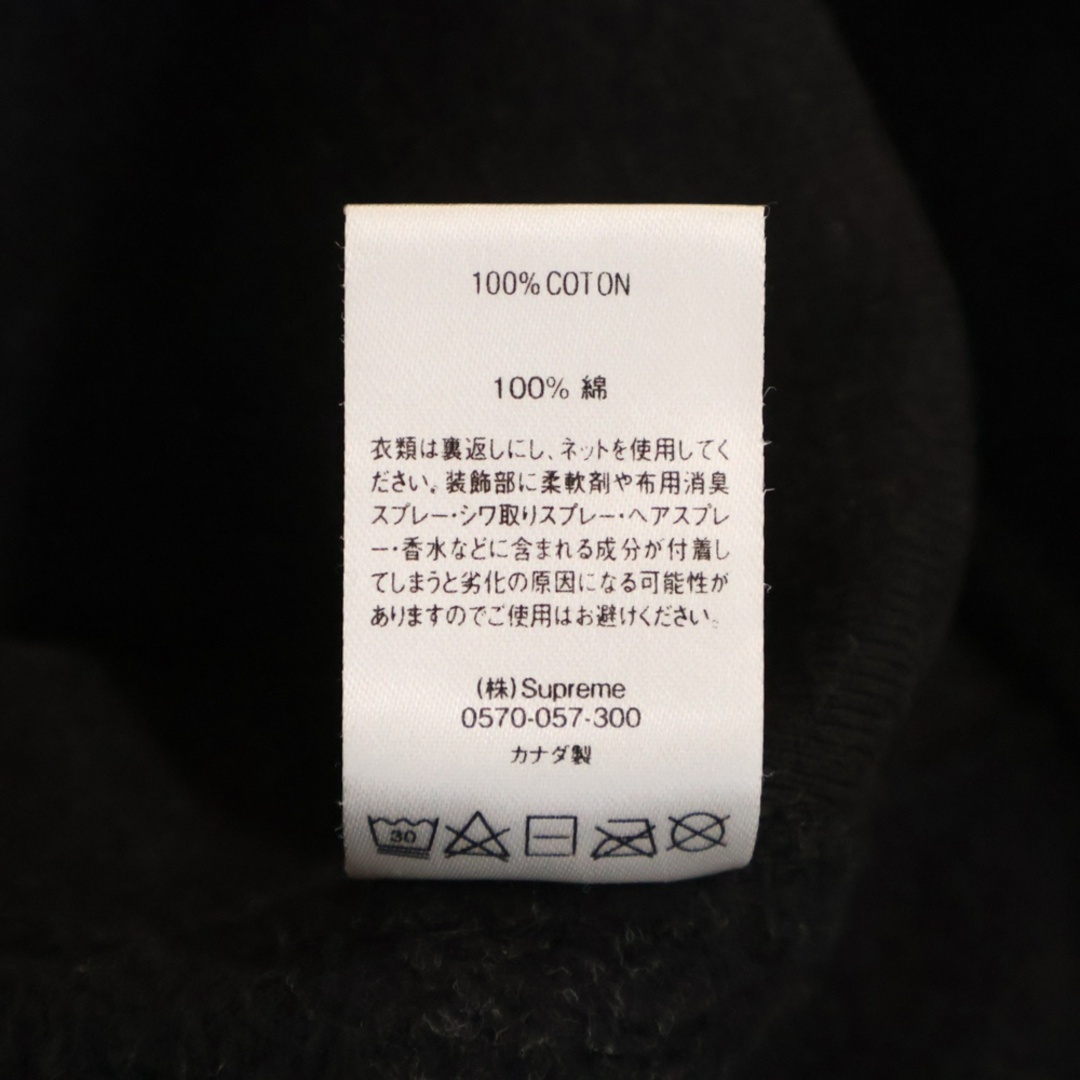 100% COTON
100% 綿
衣類は裏返しにし、ネットを使用してく
ださい。装飾部に柔軟剤や布用消臭
スプレー・シワ取りスプレー・ヘアスプレ
ー・香水などに含まれる成分が付着し
てしまうと劣化の原因になる可能性が
ありますのでご使用はお避けください。
(株)Supreme
0570-057-300
カナダ製
30